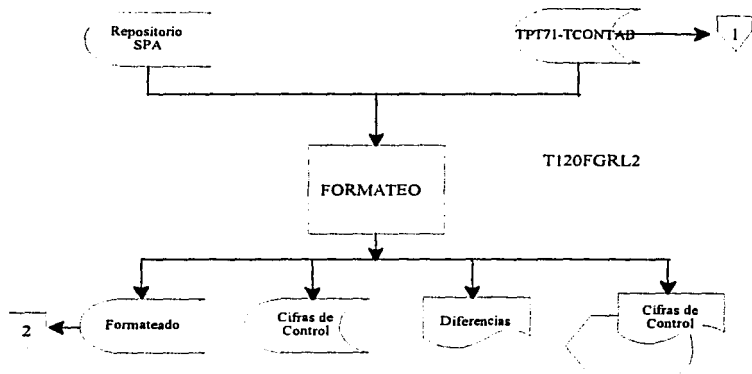 Repositorio
SPA
TPT71-TCONTAB
1
T120FGRL2
FORMATEO
2
Formateado
Cifras de
Control
Diferencias
Cifras de
Control